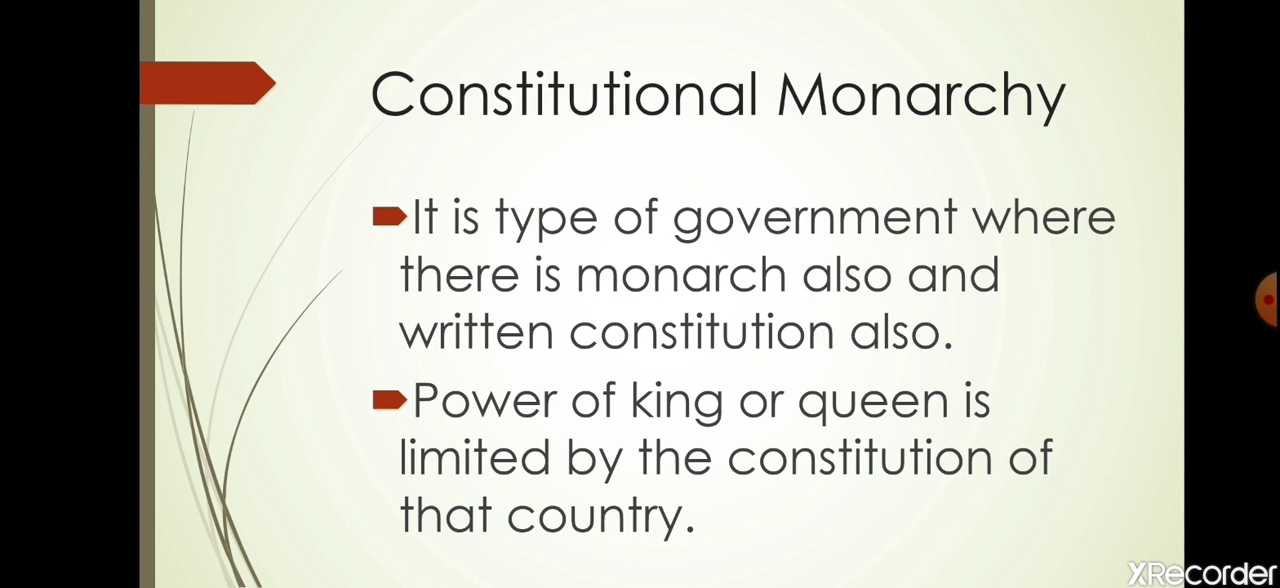 Constitutional Monarchy
It is type of government where
there is monarch also and
written constitution also.
Power of king or queen is
limited by the constitution of
that country.
XRecorder